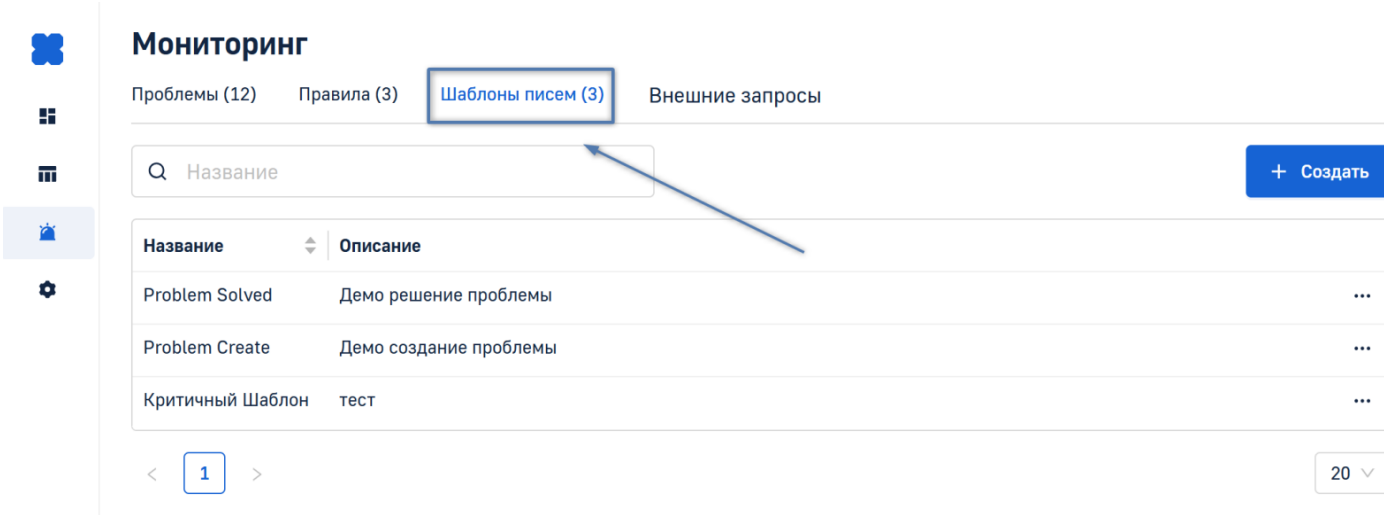 Мониторинг
Проблемы (12) Правила (3) Шаблоны писем (3) Внешние запросы
Название + Создать
Название Описание
Problem Solved Демо решение проблемы ...
Problem Create Демо создание проблемы ...
Критичный Шаблон тест ...
< 1 > 20